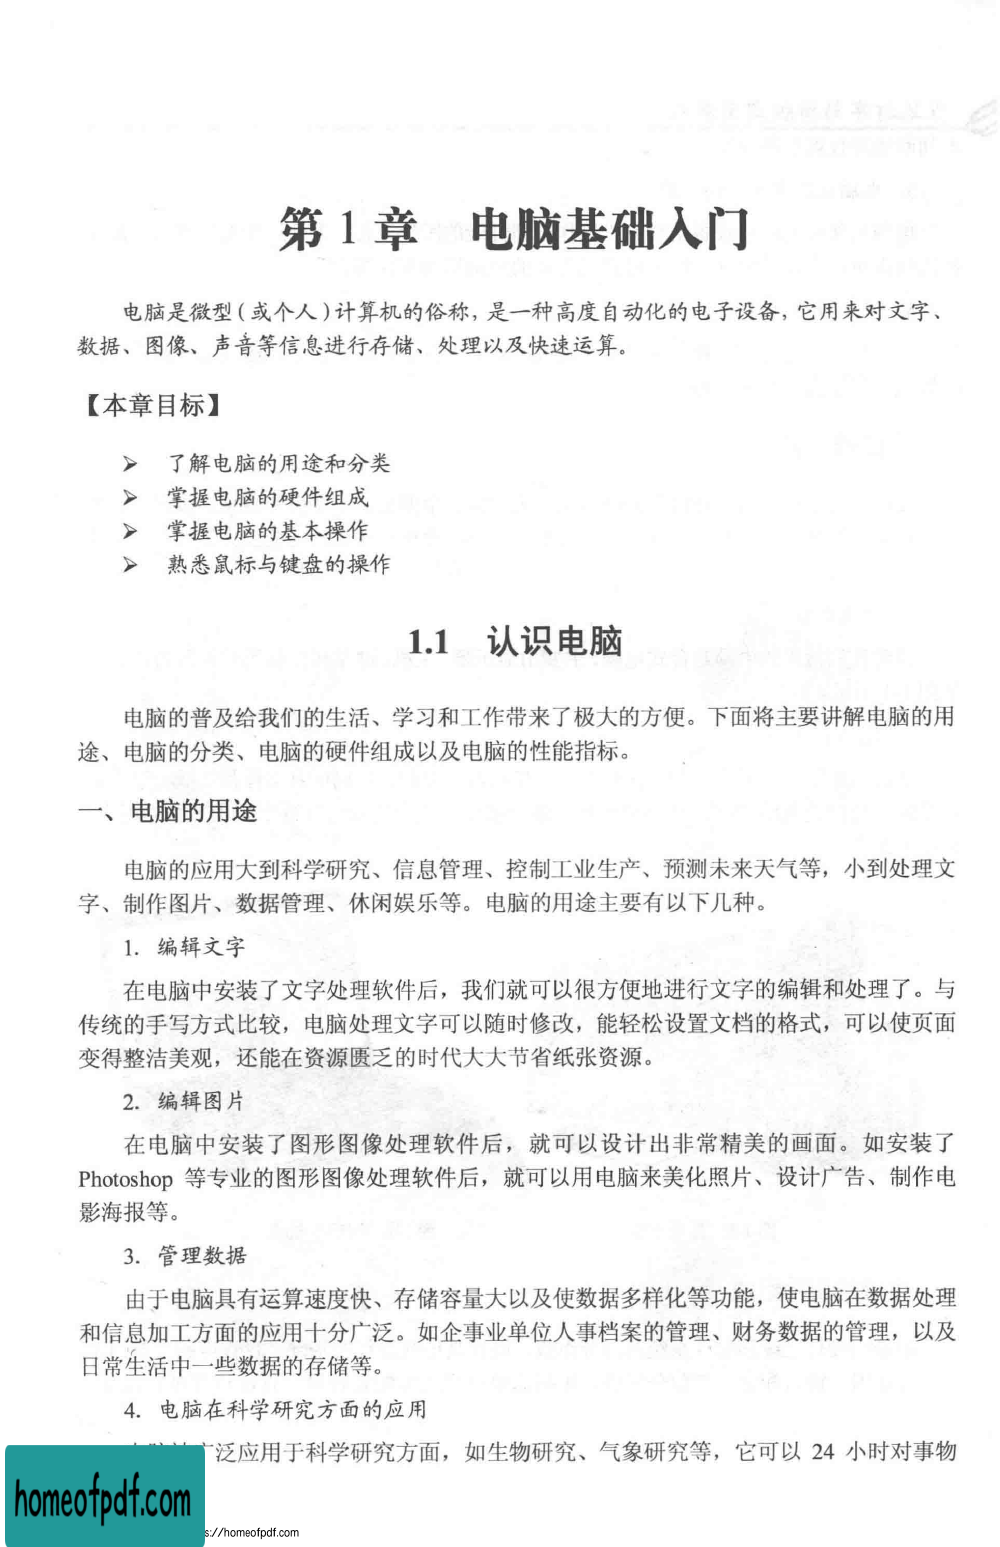 第 1 章 电脑基础入门
电脑是微型(或个人)计算机的俗称,是一种高度自动化的电子设备,它用来对文字、
数据、图像、声音等信息进行存储、处理以及快速运算。
【本章目标】
➢ 了解电脑的用途和分类
➢ 掌握电脑的硬件组成
➢ 掌握电脑的基本操作
➢ 熟悉鼠标与键盘的操作
1.1 认识电脑
电脑的普及给我们的生活、学习和工作带来了极大的方便。下面将主要讲解电脑的用
途、电脑的分类、电脑的硬件组成以及电脑的性能指标。
一、电脑的用途
电脑的应用大到科学研究、信息管理、控制工业生产、预测未来天气等，小到处理文
字、制作图片、数据管理、休闲娱乐等。电脑的用途主要有以下几种。
1. 编辑文字
在电脑中安装了文字处理软件后，我们就可以很方便地进行文字的编辑和处理了。与
传统的手写方式比较，电脑处理文字可以随时修改，能轻松设置文档的格式，可以使页面
变得整洁美观，还能在资源匮乏的时代大大节省纸张资源。
2. 编辑图片
在电脑中安装了图形图像处理软件后，就可以设计出非常精美的画面。如安装了
Photoshop 等专业的图形图像处理软件后，就可以用电脑来美化照片、设计广告、制作电
影海报等。
3. 管理数据
由于电脑具有运算速度快、存储容量大以及使数据多样化等功能，使电脑在数据处理
和信息加工方面的应用十分广泛。如企事业单位人事档案的管理、财务数据的管理，以及
日常生活中一些数据的存储等。
4. 电脑在科学研究方面的应用
广泛应用于科学研究方面，如生物研究、气象研究等，它可以 24 小时对事物
homeofpdf.com
s://homeofpdf.com